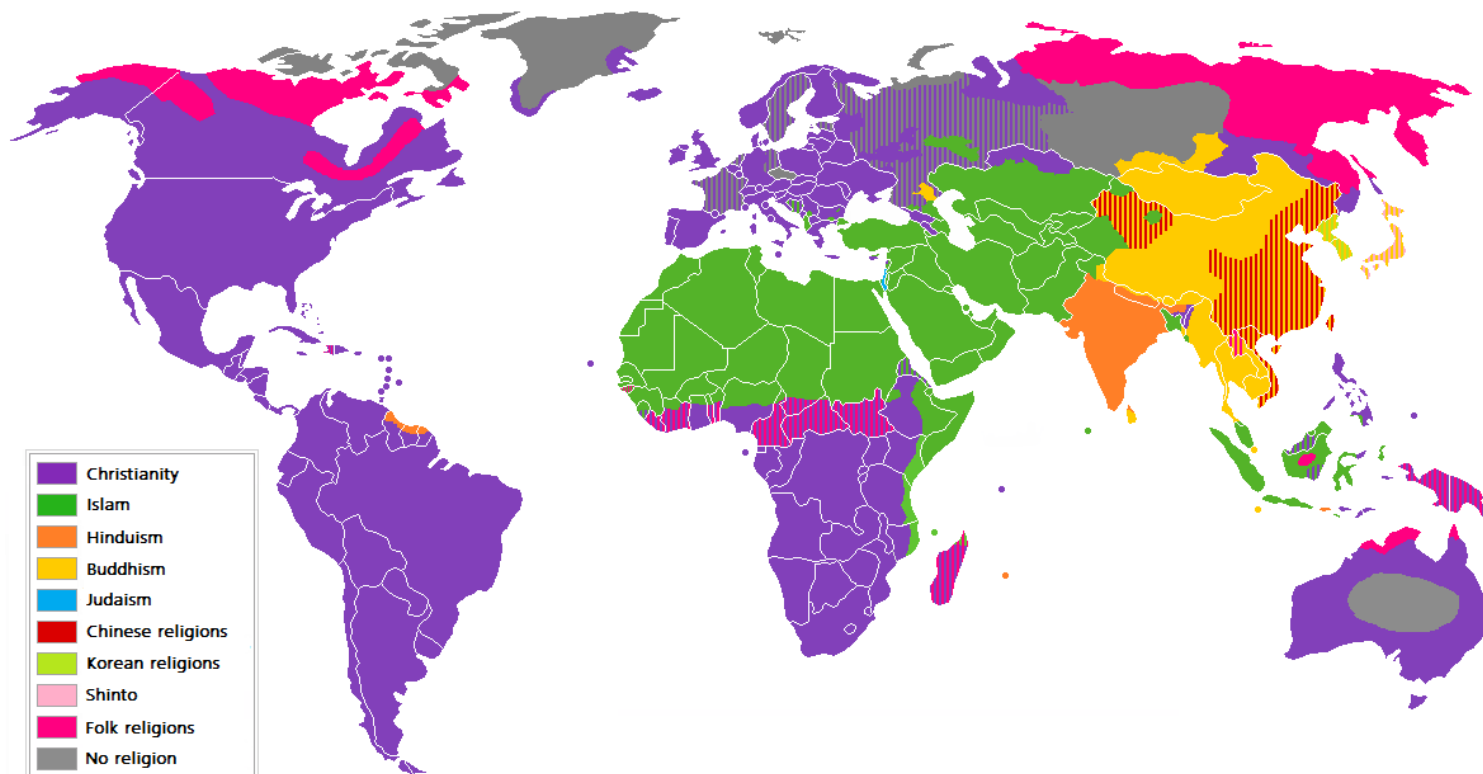 Christianity
Islam
Hinduism
Buddhism
Judaism
Chinese religions
Korean religions
Shinto
Folk religions
No religion